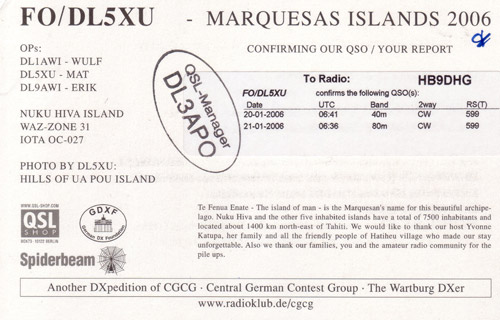 FO/DL5XU - MARQUESAS ISLANDS 2006
OPs:
DL1AWI - WULF
DL5XU - MAT
DL9AWI - ERIK
NUKU HIVA ISLAND
WAZ-ZONE 31
IOTA OC-027
PHOTO BY DL5XU:
HILLS OF UA POU ISLAND
QSL-Manager
DL3APO
CONFIRMING OUR QSO / YOUR REPORT
To Radio: HB9DHG
FO/DL5XU confirms the following QSO(s):
Date UTC Band 2way RS(T)
20-01-2006 06:41 40m CW 599
21-01-2006 06:36 80m CW 599
WWW.QSL-SHOP.COM
QSL
SHOP
GDXF
German DX Foundation
Spiderbeam
Te Fenua Enate - The island of man - is the Marquesan's name for this beautiful archipe-
lago. Nuku Hiva and the other five inhabited islands have a total of 7500 inhabitants and
located about 1400 km north-east of Tahiti. We would like to thank our host Yvonne
Katupa, her family and all the friendly people of Hatiheu village who made our stay
unforgettable. Also we thank our families, you and the amateur radio community for the
pile ups.
Another DXpedition of CGCG · Central German Contest Group · The Wartburg DXer
www.radioklub.de/cgcg